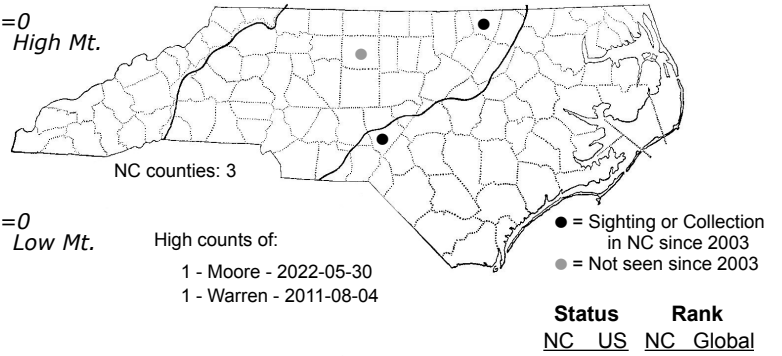 =0
High Mt.
NC counties: 3
=0
Low Mt.
High counts of:
1 - Moore - 2022-05-30
1 - Warren - 2011-08-04
= Sighting or Collection
in NC since 2003
= Not seen since 2003
Status Rank
NC US NC Global